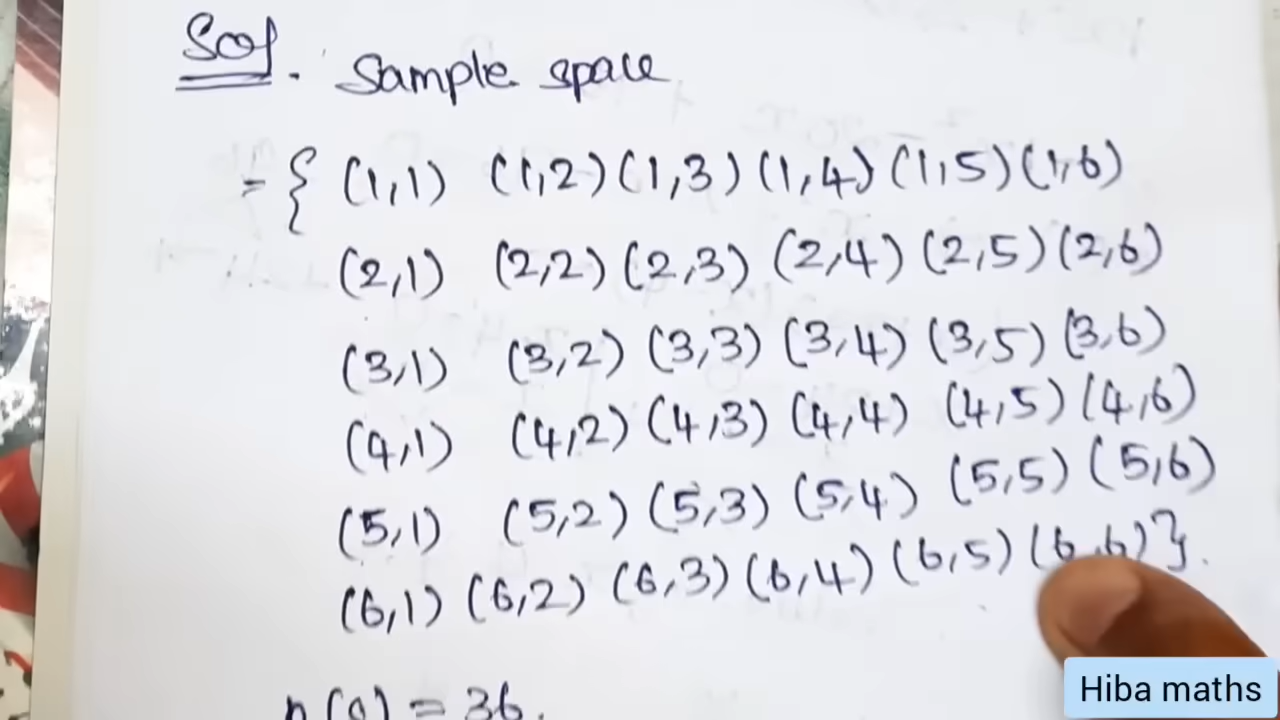 Sol.
Sample space
= { (1,1) (1,2) (1,3) (1,4) (1,5) (1,6)
(2,1) (2,2) (2,3) (2,4) (2,5) (2,6)
(3,1) (3,2) (3,3) (3,4) (3,5) (3,6)
(4,1) (4,2) (4,3) (4,4) (4,5) (4,6)
(5,1) (5,2) (5,3) (5,4) (5,5) (5,6)
(6,1) (6,2) (6,3) (6,4) (6,5) (6,6) }.
n(s) = 36.
Hiba maths